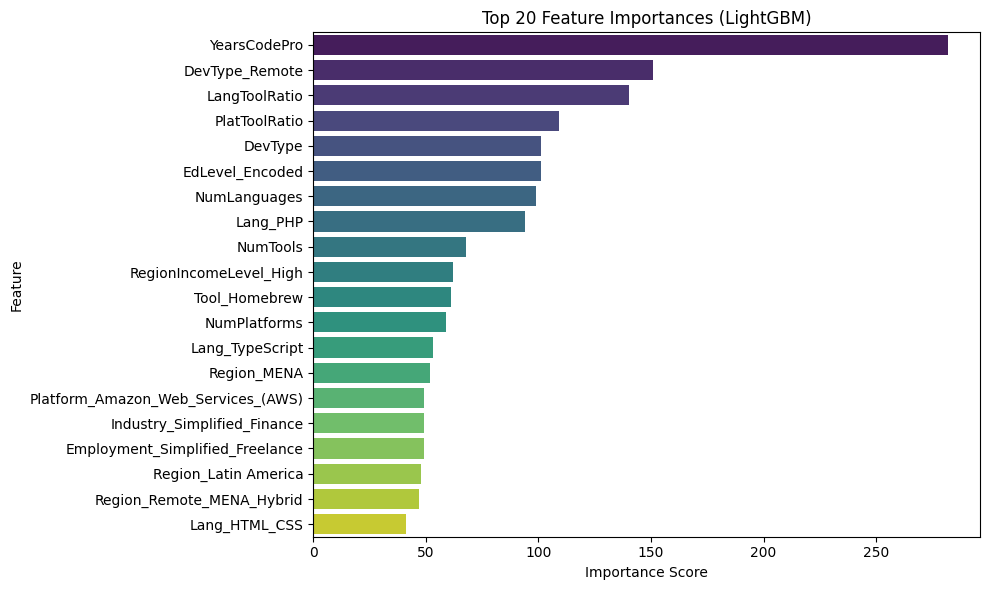 Top 20 Feature Importances (LightGBM)
Feature
YearsCodePro
DevType_Remote
LangToolRatio
PlatToolRatio
DevType
EdLevel_Encoded
NumLanguages
Lang_PHP
NumTools
RegionIncomeLevel_High
Tool_Homebrew
NumPlatforms
Lang_TypeScript
Region_MENA
Platform_Amazon_Web_Services_(AWS)
Industry_Simplified_Finance
Employment_Simplified_Freelance
Region_Latin America
Region_Remote_MENA_Hybrid
Lang_HTML_CSS
0 50 100 150 200 250
Importance Score